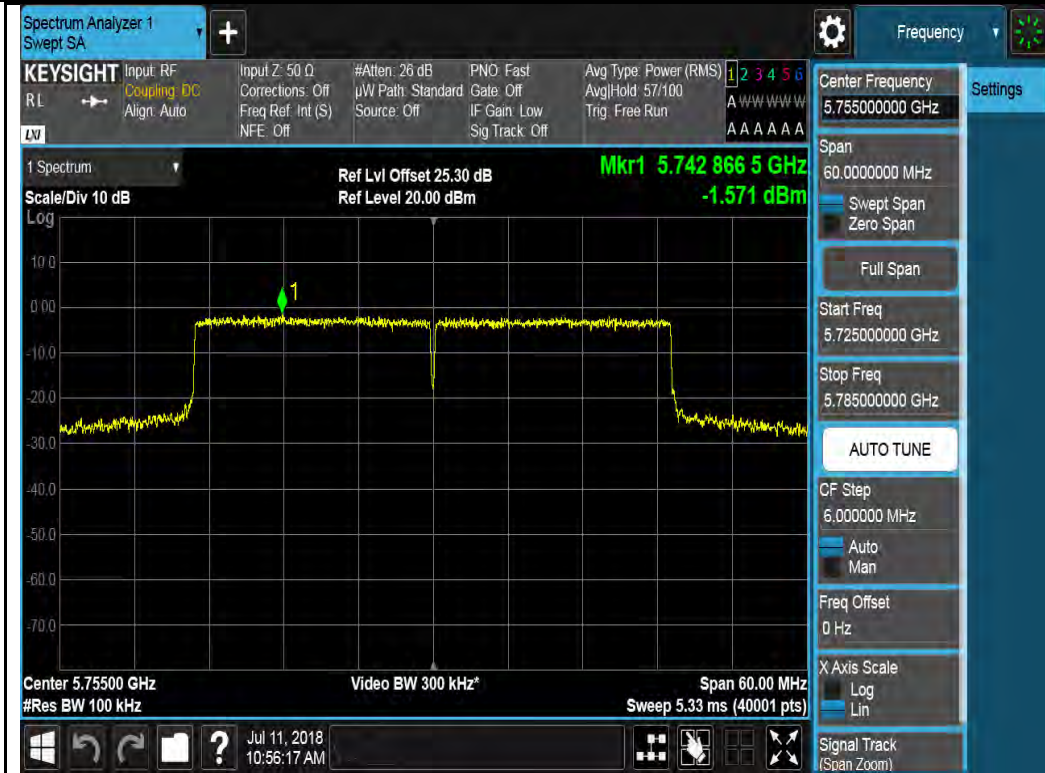 Spectrum Analyzer 1
Swept SA
+
Frequency
KEYSIGHT
RL
LXI
Input: RF
Coupling: DC
Align: Auto
Input Z: 50 Ω
Corrections: Off
Freq Ref: Int (S)
NFE: Off
#Atten: 26 dB
µW Path: Standard
Source: Off
PNO: Fast
Gate: Off
IF Gain: Low
Sig Track: Off
Avg Type: Power (RMS)
Avg|Hold: 57/100
Trig: Free Run
1 2 3 4 5 6
A W W W W W
A A A A A A
1 Spectrum
Scale/Div 10 dB
Log
Ref Lvl Offset 25.30 dB
Ref Level 20.00 dBm
Mkr1 5.742 866 5 GHz
-1.571 dBm
1
10.0
0.00
-10.0
-20.0
-30.0
-40.0
-50.0
-60.0
-70.0
Center 5.75500 GHz
#Res BW 100 kHz
Video BW 300 kHz*
Span 60.00 MHz
Sweep 5.33 ms (40001 pts)
?
Jul 11, 2018
10:56:17 AM
Center Frequency
5.755000000 GHz
Settings
Span
60.0000000 MHz
Swept Span
Zero Span
Full Span
Start Freq
5.725000000 GHz
Stop Freq
5.785000000 GHz
AUTO TUNE
CF Step
6.000000 MHz
Auto
Man
Freq Offset
0 Hz
X Axis Scale
Log
Lin
Signal Track
(Span Zoom)